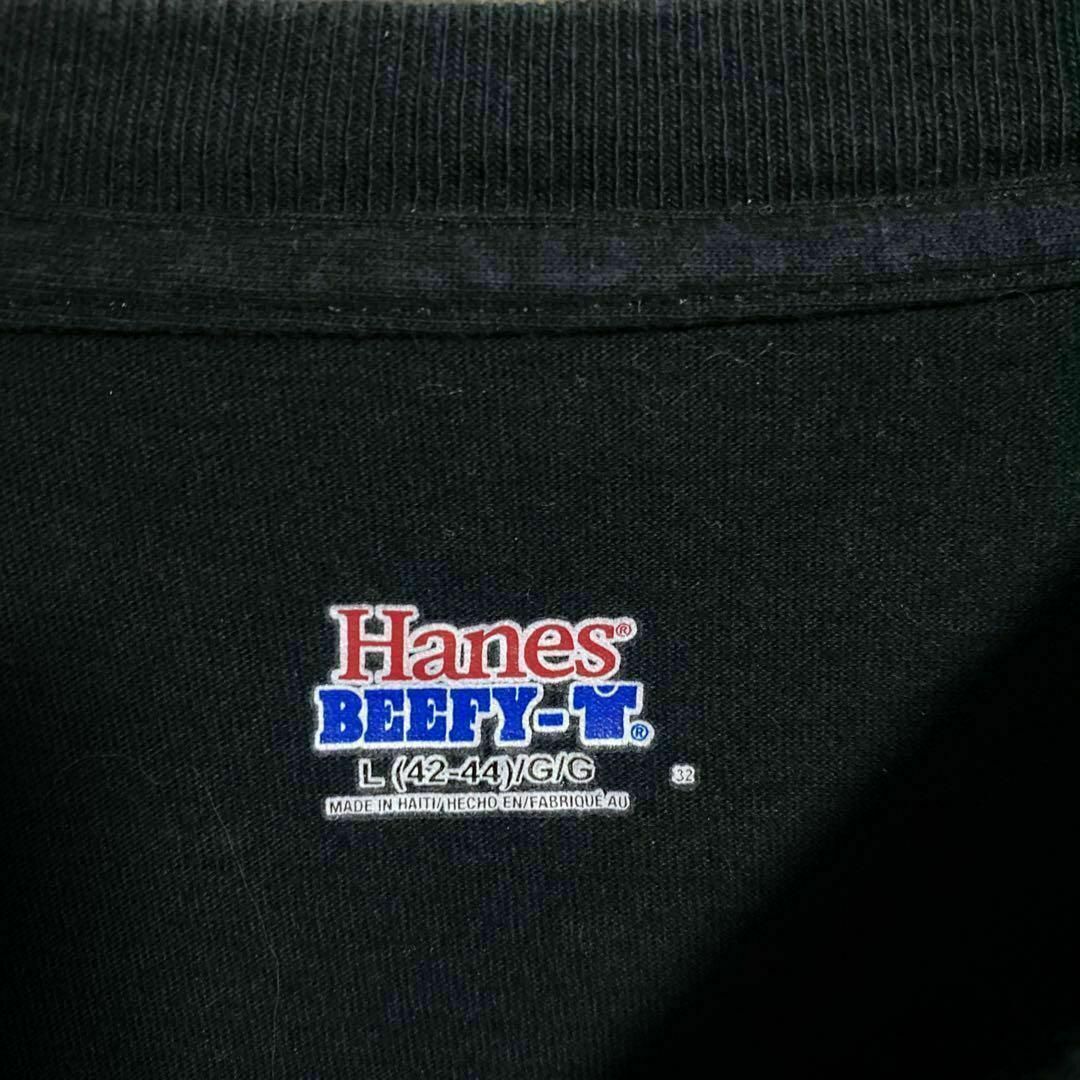 Hanes®
BEEFY-T®
L (42-44)/G/G 32
MADE IN HAITI/HECHO EN/FABRIQUÉ AU